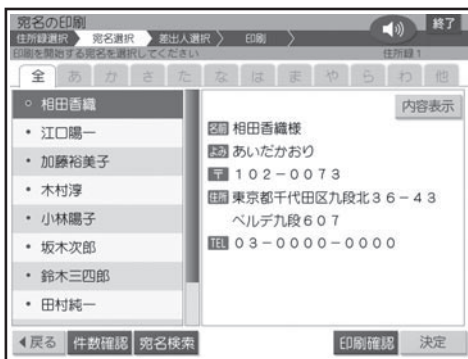 宛名の印刷
終了
住所録選択 宛名選択 差出人選択 印刷
印刷を開始する宛名を選択してください
住所録1
全 あ か さ た な は ま や ら わ 他
相田香織
江口陽一
加藤裕美子
木村淳
小林陽子
坂木次郎
鈴木三四郎
田村純一
内容表示
名前 相田香織様
よみ あいだかおり
〒 102-0073
住所 東京都千代田区九段北36-43
ベルデ九段607
TEL 03-0000-0000
戻る 件数確認 宛名検索 印刷確認 決定